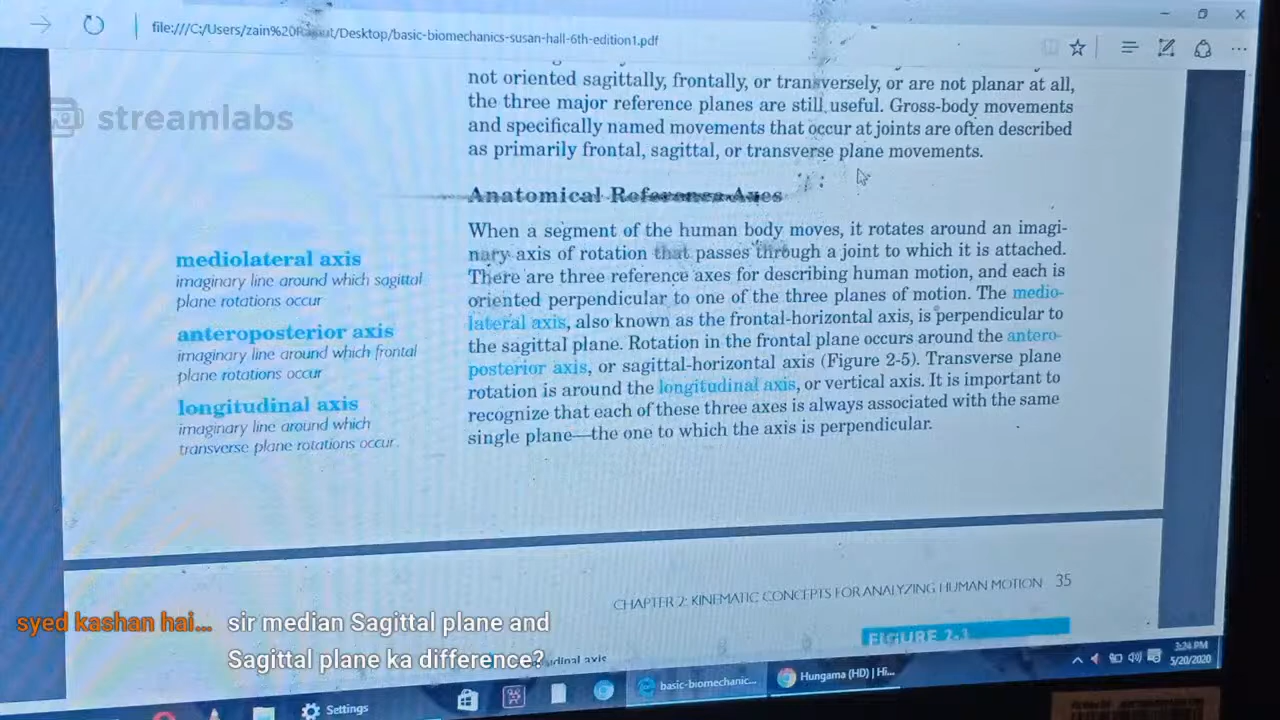 file:///C:/Users/zain%20Rajput/Desktop/basic-biomechanics-susan-hall-6th-edition1.pdf
streamlabs
not oriented sagittally, frontally, or transversely, or are not planar at all,
the three major reference planes are still useful. Gross-body movements
and specifically named movements that occur at joints are often described
as primarily frontal, sagittal, or transverse plane movements.
Anatomical Reference Axes
When a segment of the human body moves, it rotates around an imagi-
nary axis of rotation that passes through a joint to which it is attached.
There are three reference axes for describing human motion, and each is
oriented perpendicular to one of the three planes of motion. The medio-
lateral axis, also known as the frontal-horizontal axis, is perpendicular to
the sagittal plane. Rotation in the frontal plane occurs around the antero-
posterior axis, or sagittal-horizontal axis (Figure 2-5). Transverse plane
rotation is around the longitudinal axis, or vertical axis. It is important to
recognize that each of these three axes is always associated with the same
single plane—the one to which the axis is perpendicular.
mediolateral axis
imaginary line around which sagittal
plane rotations occur
anteroposterior axis
imaginary line around which frontal
plane rotations occur
longitudinal axis
imaginary line around which
transverse plane rotations occur.
CHAPTER 2: KINEMATIC CONCEPTS FOR ANALYZING HUMAN MOTION 35
syed kashan hai... sir median Sagittal plane and
Sagittal plane ka difference?
axis
Settings
basic-biomechanic...
Hungama (HD) | Hi...
3:24 PM
5/20/2020